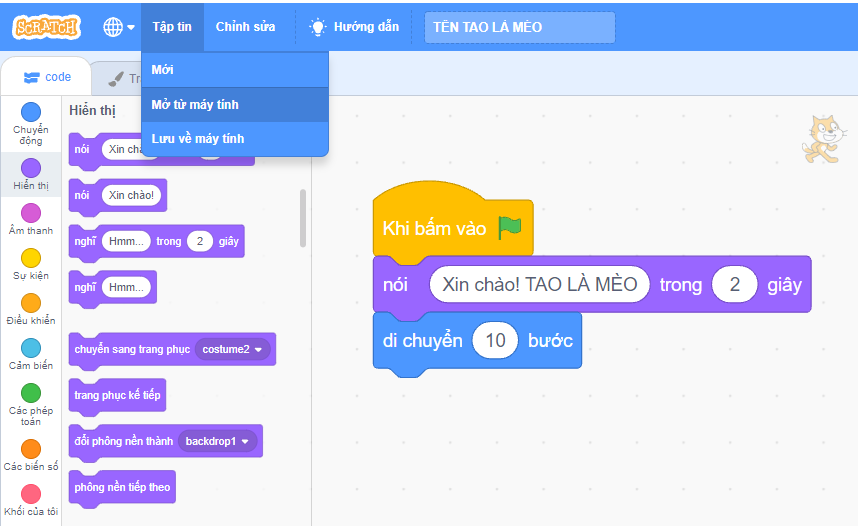 SCRATCH
Tập tin
Chỉnh sửa
Hướng dẫn
TÊN TAO LÀ MÈO
Mới
Mở từ máy tính
Lưu về máy tính
code
Chuyển động
Hiển thị
Âm thanh
Sự kiện
Điều khiển
Cảm biến
Các phép toán
Các biến số
Khối của tôi
Hiển thị
nói
nói Xin chào!
nghĩ Hmm... trong 2 giây
nghĩ Hmm...
chuyển sang trang phục costume2
trang phục kế tiếp
đổi phông nền thành backdrop1
phông nền tiếp theo
Khi bấm vào
nói Xin chào! TAO LÀ MÈO trong 2 giây
di chuyển 10 bước